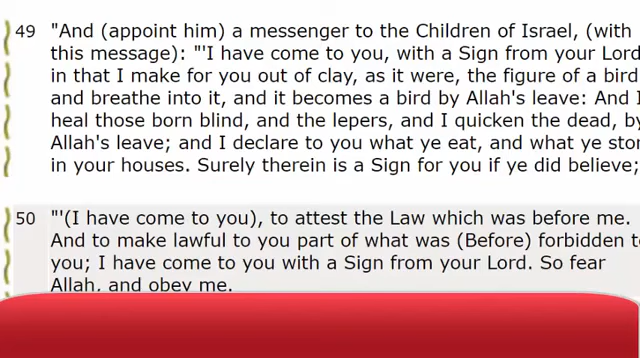 49 "And (appoint him) a messenger to the Children of Israel, (with
this message): "'I have come to you, with a Sign from your Lord
in that I make for you out of clay, as it were, the figure of a bird
and breathe into it, and it becomes a bird by Allah's leave: And I
heal those born blind, and the lepers, and I quicken the dead, by
Allah's leave; and I declare to you what ye eat, and what ye stor
in your houses. Surely therein is a Sign for you if ye did believe;
50 "'(I have come to you), to attest the Law which was before me.
And to make lawful to you part of what was (Before) forbidden t
you; I have come to you with a Sign from your Lord. So fear
Allah, and obey me.